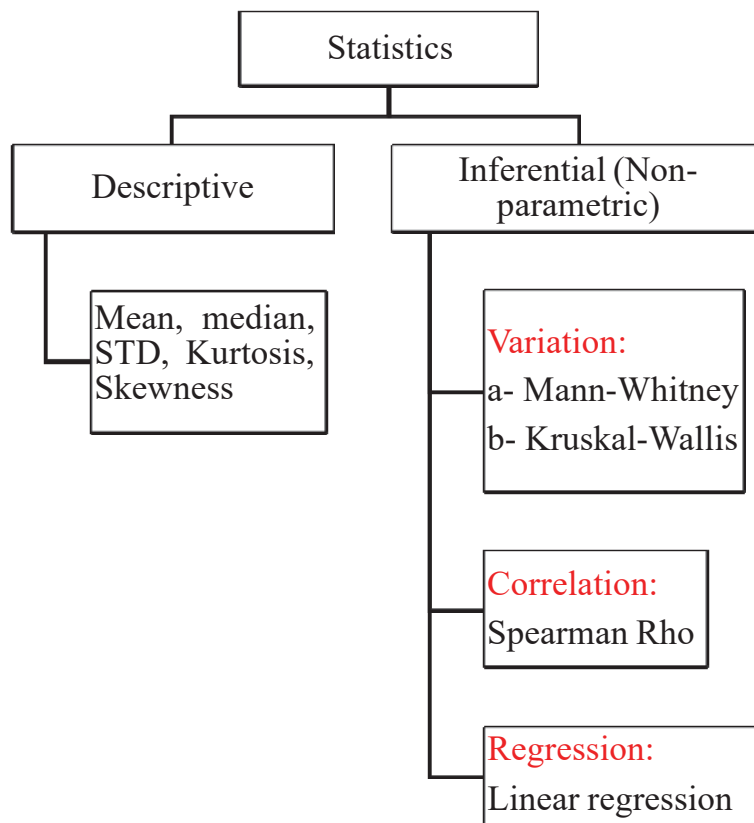 Statistics
Descriptive
Inferential (Non-
parametric)
Mean, median,
STD, Kurtosis,
Skewness
Variation:
a- Mann-Whitney
b- Kruskal-Wallis
Correlation:
Spearman Rho
Regression:
Linear regression